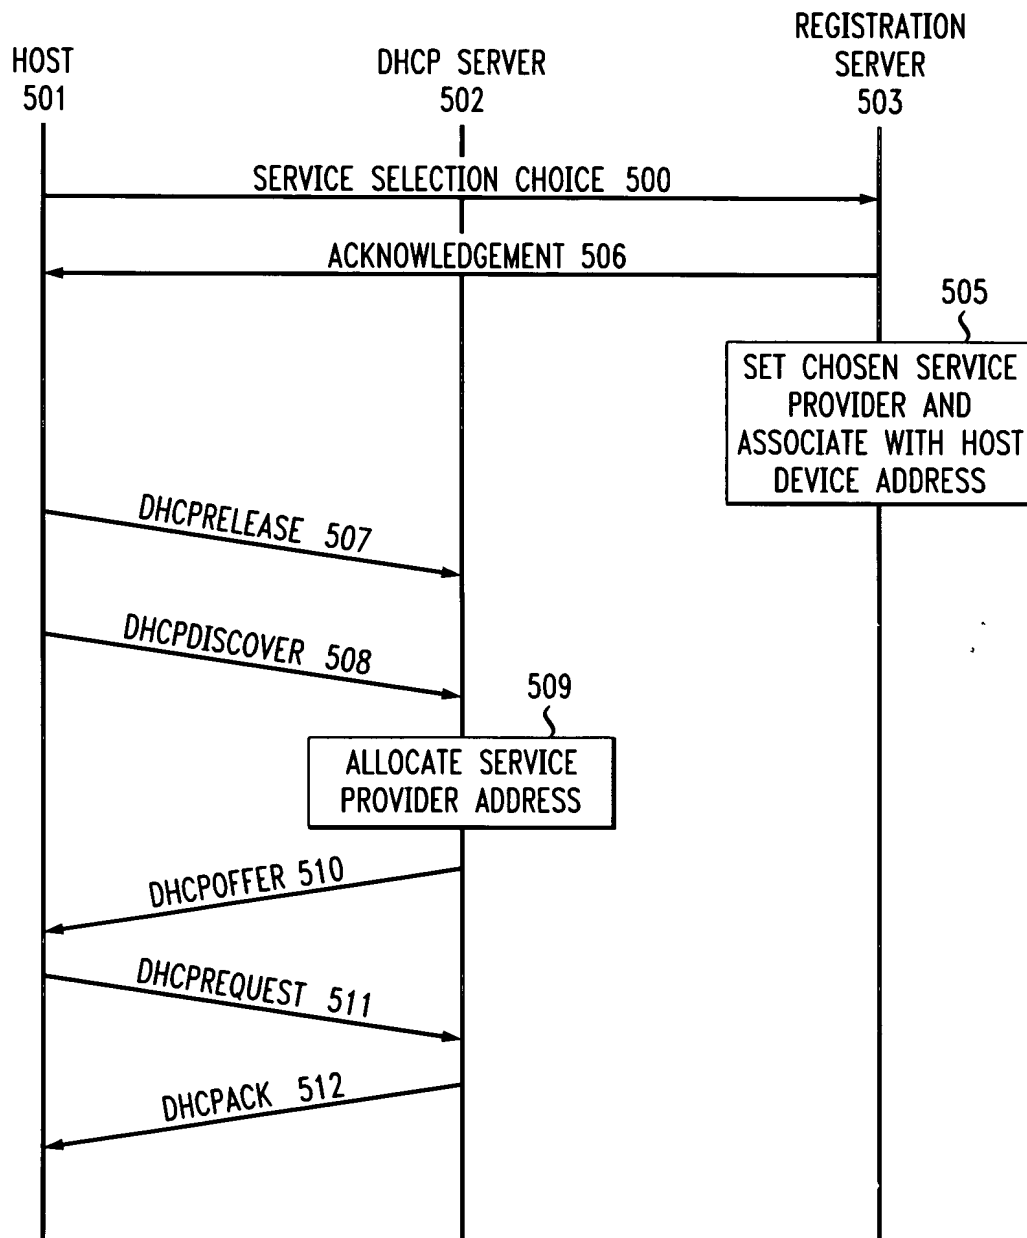 REGISTRATION
SERVER
503
HOST
501
DHCP SERVER
502
SERVICE SELECTION CHOICE 500
ACKNOWLEDGEMENT 506
505
SET CHOSEN SERVICE
PROVIDER AND
ASSOCIATE WITH HOST
DEVICE ADDRESS
DHCPRELEASE 507
DHCPDISCOVER 508
509
ALLOCATE SERVICE
PROVIDER ADDRESS
DHCPOFFER 510
DHCPREQUEST 511
DHCPACK 512